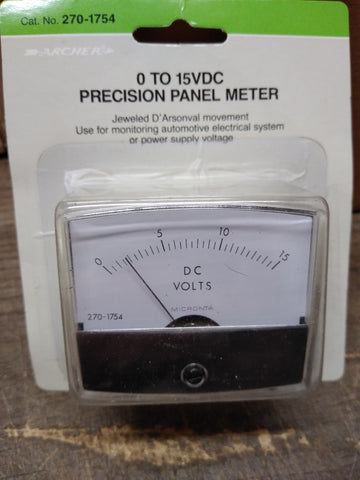 Cat. No. 270-1754
ARCHER
0 TO 15VDC
PRECISION PANEL METER
Jeweled D'Arsonval movement
Use for monitoring automotive electrical system
or power supply voltage
0 5 10 15
DC
VOLTS
MICRONTA
270-1754